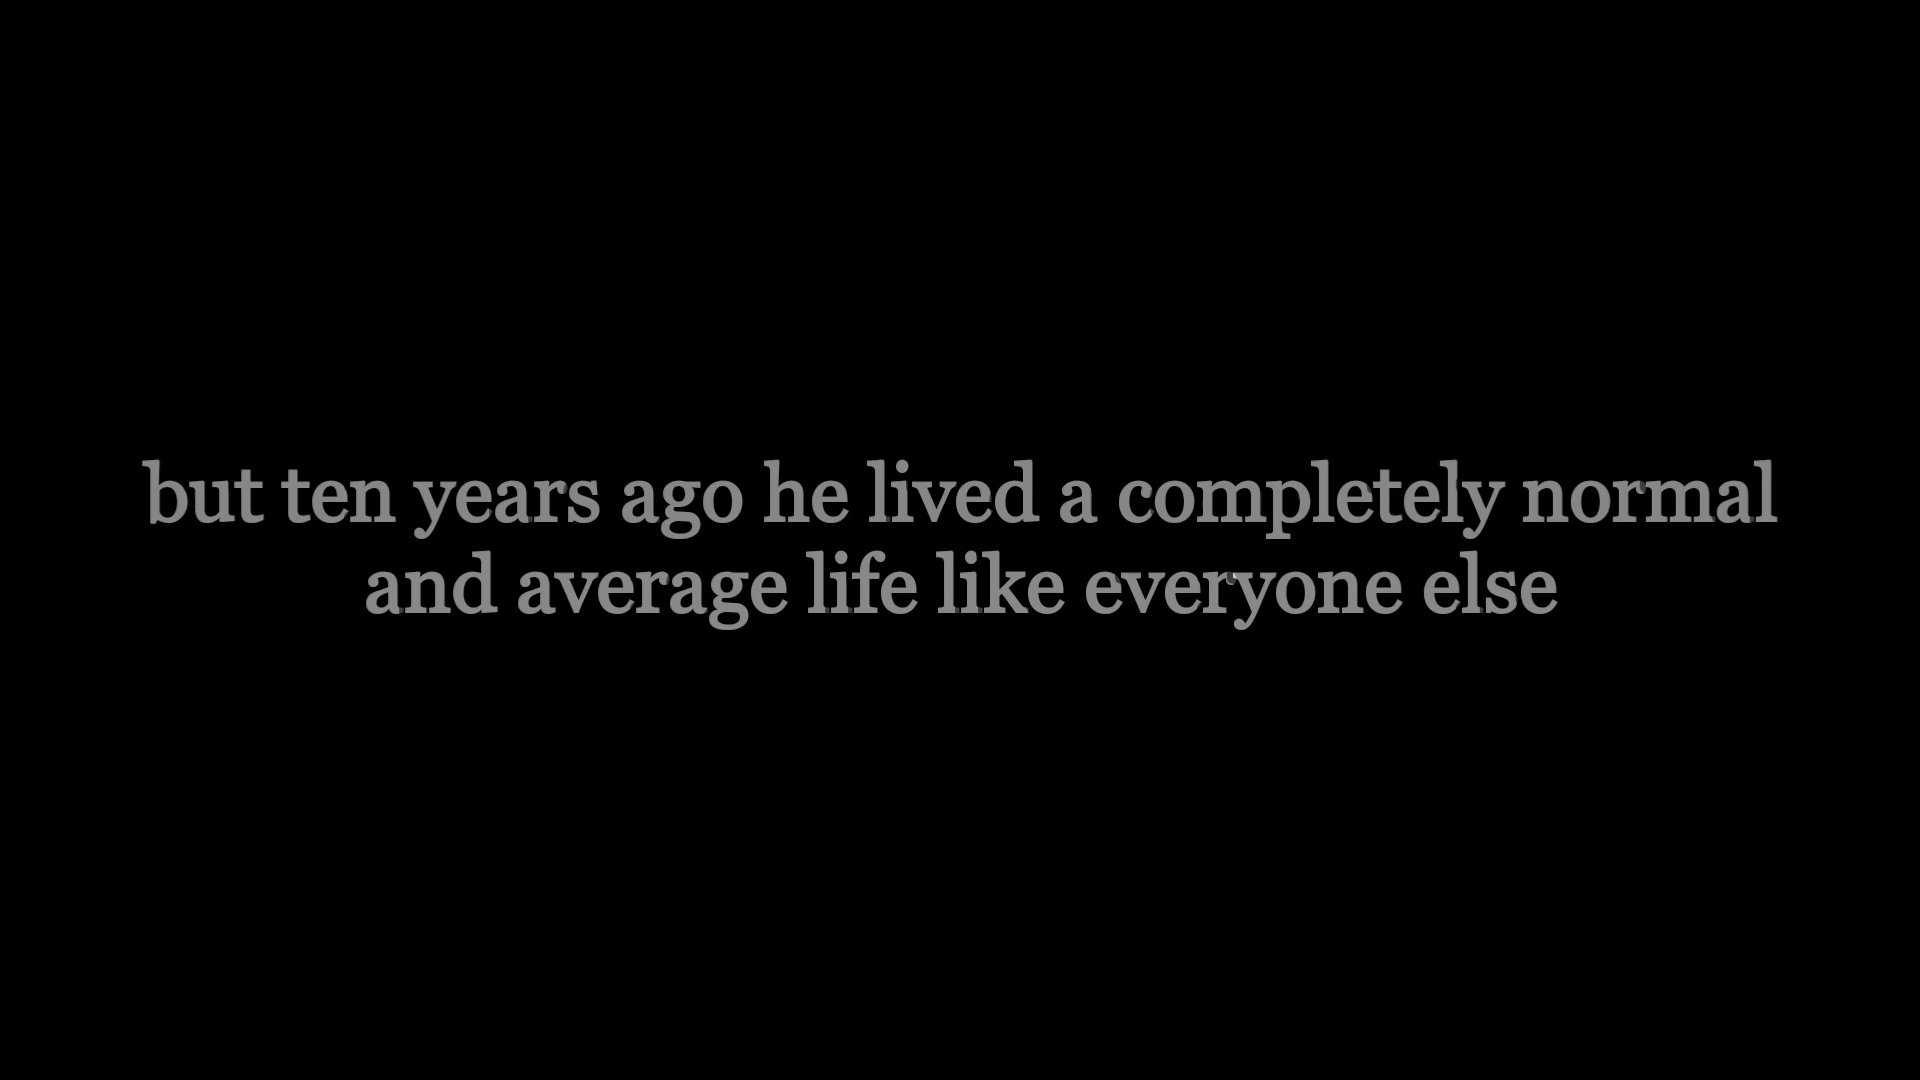 but ten years ago he lived a completely normal
and average life like everyone else